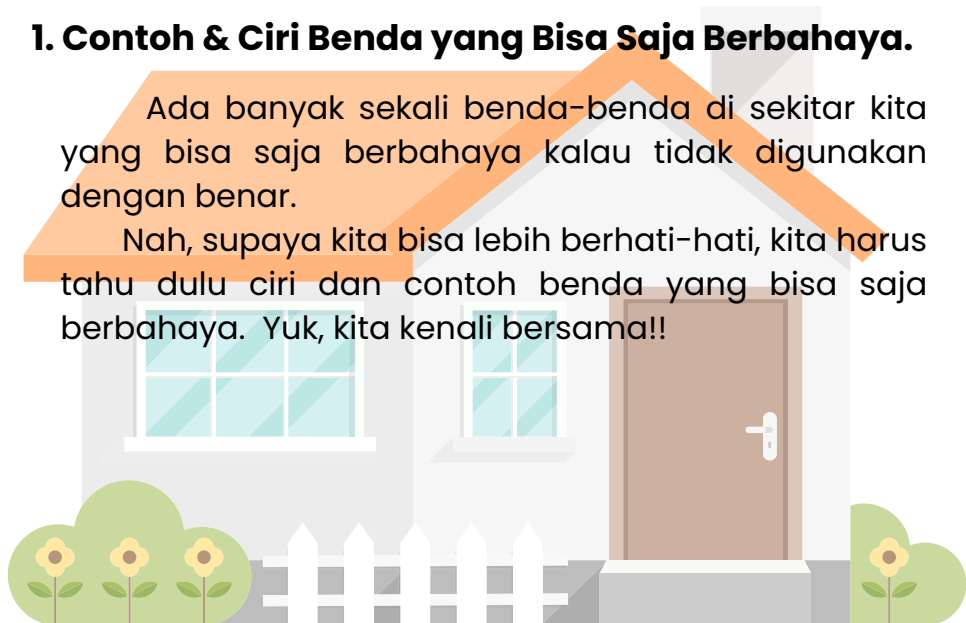 1. Contoh & Ciri Benda yang Bisa Saja Berbahaya.
Ada banyak sekali benda-benda di sekitar kita
yang bisa saja berbahaya kalau tidak digunakan
dengan benar.
Nah, supaya kita bisa lebih berhati-hati, kita harus
tahu dulu ciri dan contoh benda yang bisa saja
berbahaya. Yuk, kita kenali bersama!!